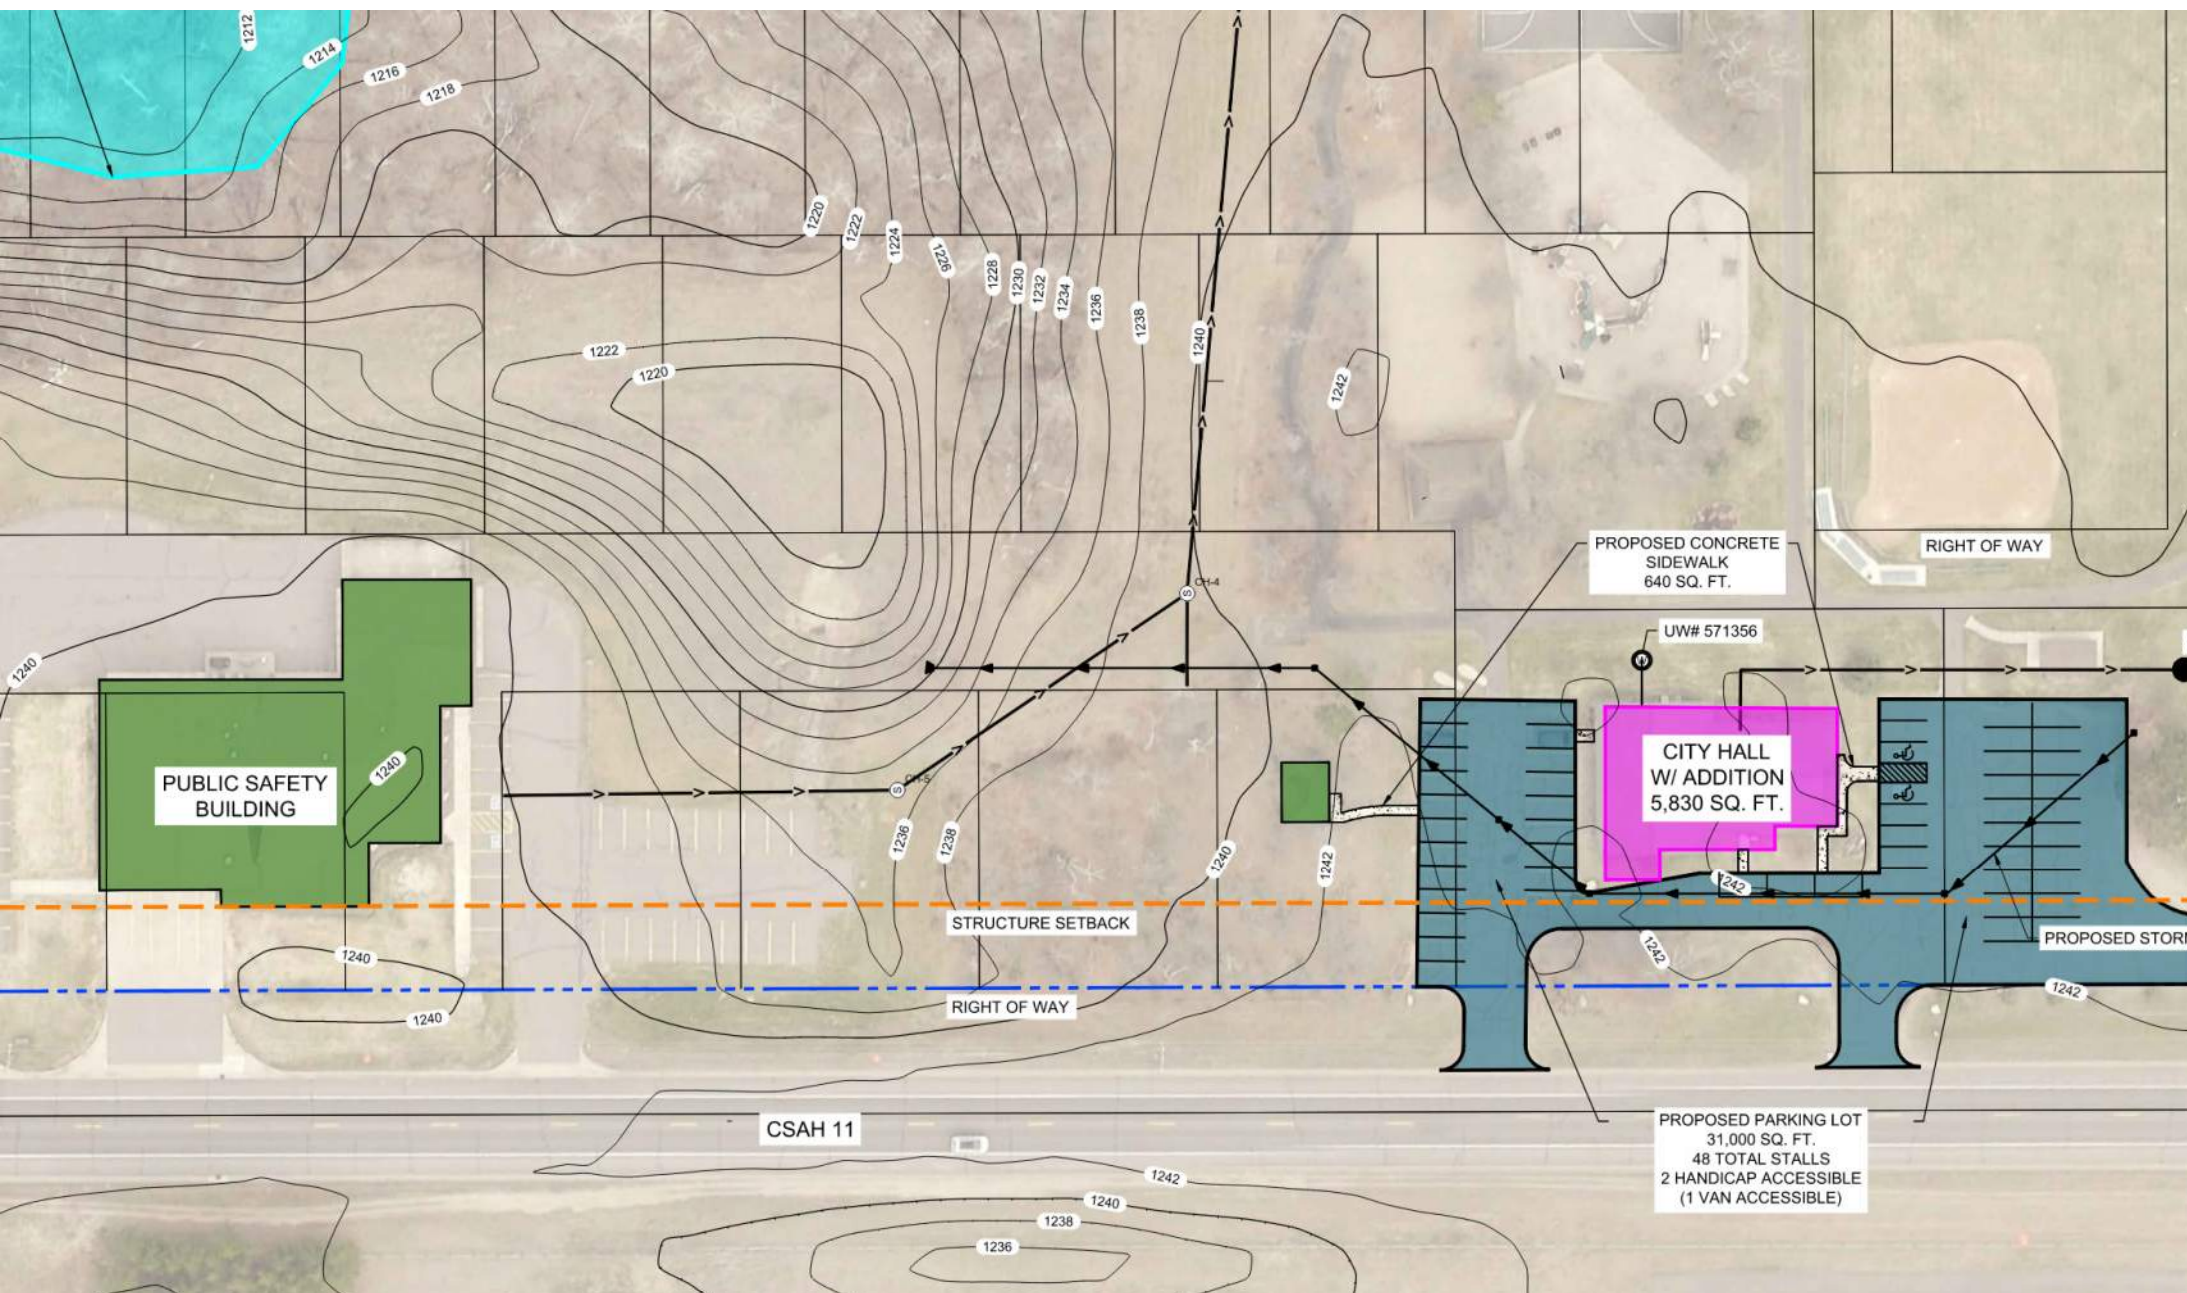 1212
1214
1216
1218
1220
1222
1224
1226
1228
1230
1232
1234
1236
1238
1240
1222
1220
1242
PROPOSED CONCRETE
SIDEWALK
640 SQ. FT.
RIGHT OF WAY
S
CH-4
UW# 571356
1240
PUBLIC SAFETY
BUILDING
1240
S
CH-5
CITY HALL
W/ ADDITION
5,830 SQ. FT.
1236
1238
1240
1242
1242
STRUCTURE SETBACK
PROPOSED STORM
1240
1242
1242
1240
RIGHT OF WAY
CSAH 11
PROPOSED PARKING LOT
31,000 SQ. FT.
48 TOTAL STALLS
2 HANDICAP ACCESSIBLE
(1 VAN ACCESSIBLE)
1242
1240
1238
1236